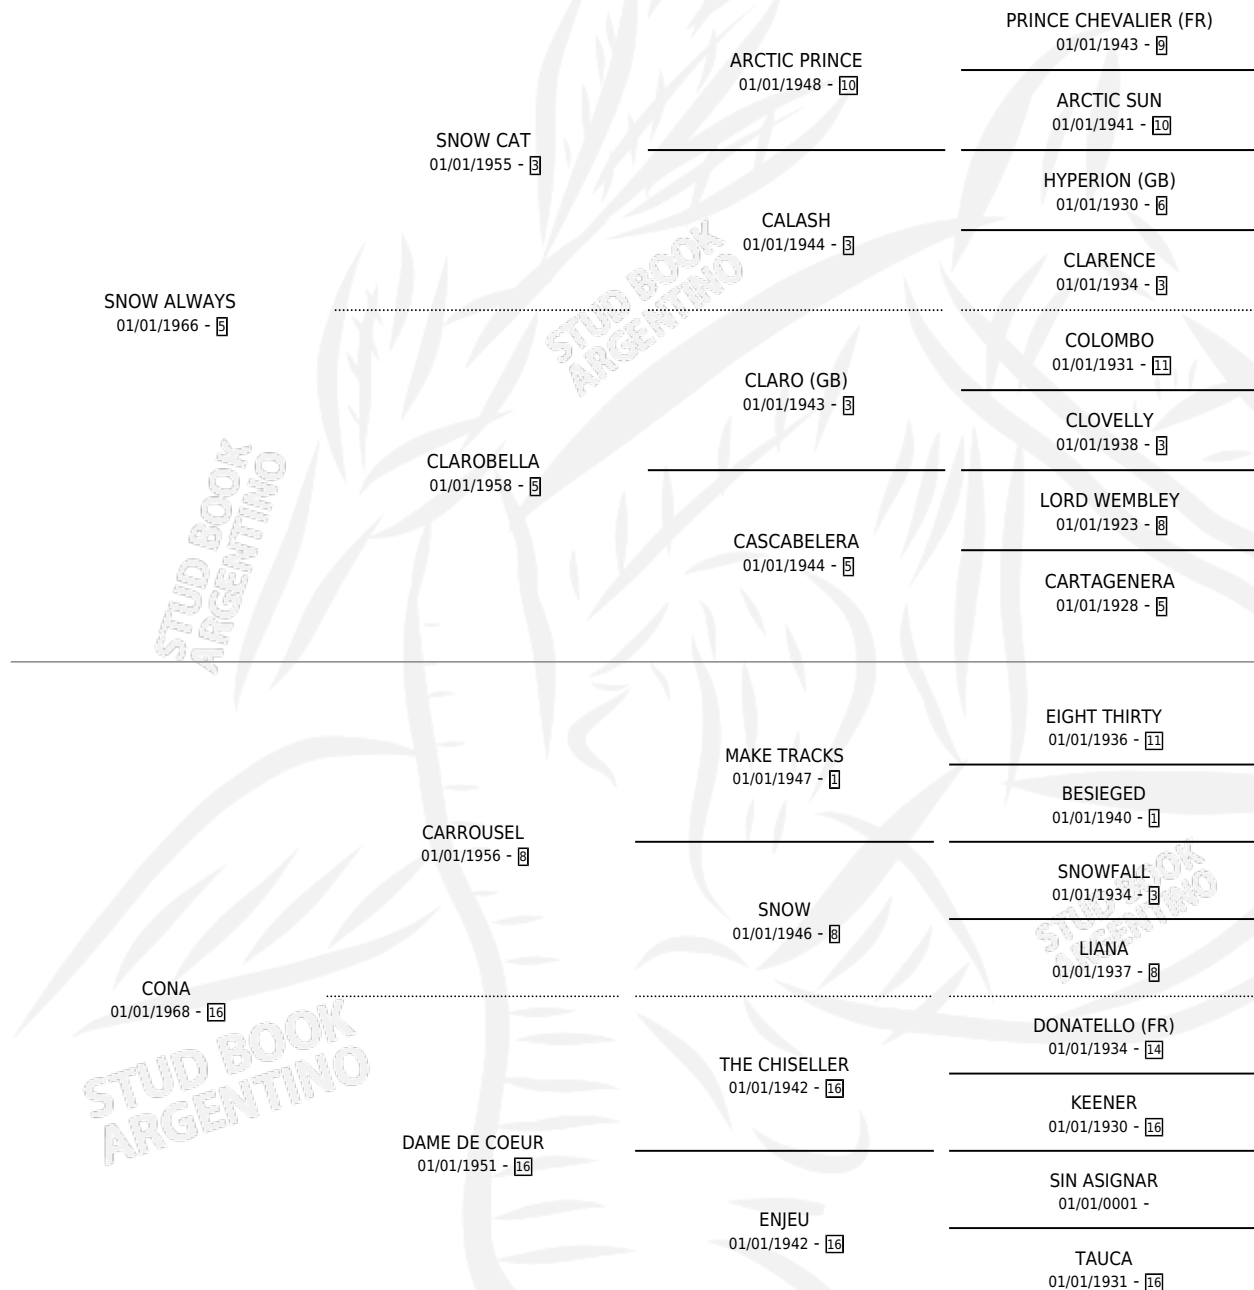 SNOW ALWAYS
01/01/1966 - 5
SNOW CAT
01/01/1955 - 3
CLAROBELLA
01/01/1958 - 5
ARCTIC PRINCE
01/01/1948 - 10
CALASH
01/01/1944 - 3
CLARO (GB)
01/01/1943 - 3
CASCABELERA
01/01/1944 - 5
PRINCE CHEVALIER (FR)
01/01/1943 - 9
ARCTIC SUN
01/01/1941 - 10
HYPERION (GB)
01/01/1930 - 6
CLARENCE
01/01/1934 - 3
COLOMBO
01/01/1931 - 11
CLOVELLY
01/01/1938 - 3
LORD WEMBLEY
01/01/1923 - 8
CARTAGENERA
01/01/1928 - 5
CONA
01/01/1968 - 16
CARROUSEL
01/01/1956 - 8
DAME DE COEUR
01/01/1951 - 16
MAKE TRACKS
01/01/1947 - 1
SNOW
01/01/1946 - 8
THE CHISELLER
01/01/1942 - 16
ENJEU
01/01/1942 - 16
EIGHT THIRTY
01/01/1936 - 11
BESIEGED
01/01/1940 - 1
SNOWFALL
01/01/1934 - 3
LIANA
01/01/1937 - 8
DONATELLO (FR)
01/01/1934 - 14
KEENER
01/01/1930 - 16
SIN ASIGNAR
01/01/0001 -
TAUCA
01/01/1931 - 16
STUD BOOK
ARGENTINO
STUD BOOK
ARGENTINO
STUD BOOK
ARGENTINO
STUD BOOK
ARGENTINO